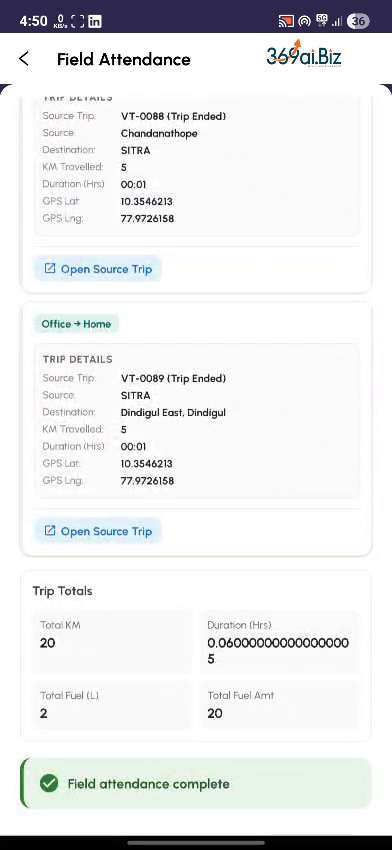 4:50 0 KB/s 5G 36
Field Attendance 369ai.Biz
TRIP DETAILS
Source Trip: VT-0088 (Trip Ended)
Source: Chandanathope
Destination: SITRA
KM Travelled: 5
Duration (Hrs): 00:01
GPS Lat: 10.3546213
GPS Lng: 77.9726158
Open Source Trip
Office → Home
TRIP DETAILS
Source Trip: VT-0089 (Trip Ended)
Source: SITRA
Destination: Dindigul East, Dindigul
KM Travelled: 5
Duration (Hrs): 00:01
GPS Lat: 10.3546213
GPS Lng: 77.9726158
Open Source Trip
Trip Totals
Total KM Duration (Hrs)
20 0.06000000000000000
5
Total Fuel (L) Total Fuel Amt
2 20
Field attendance complete